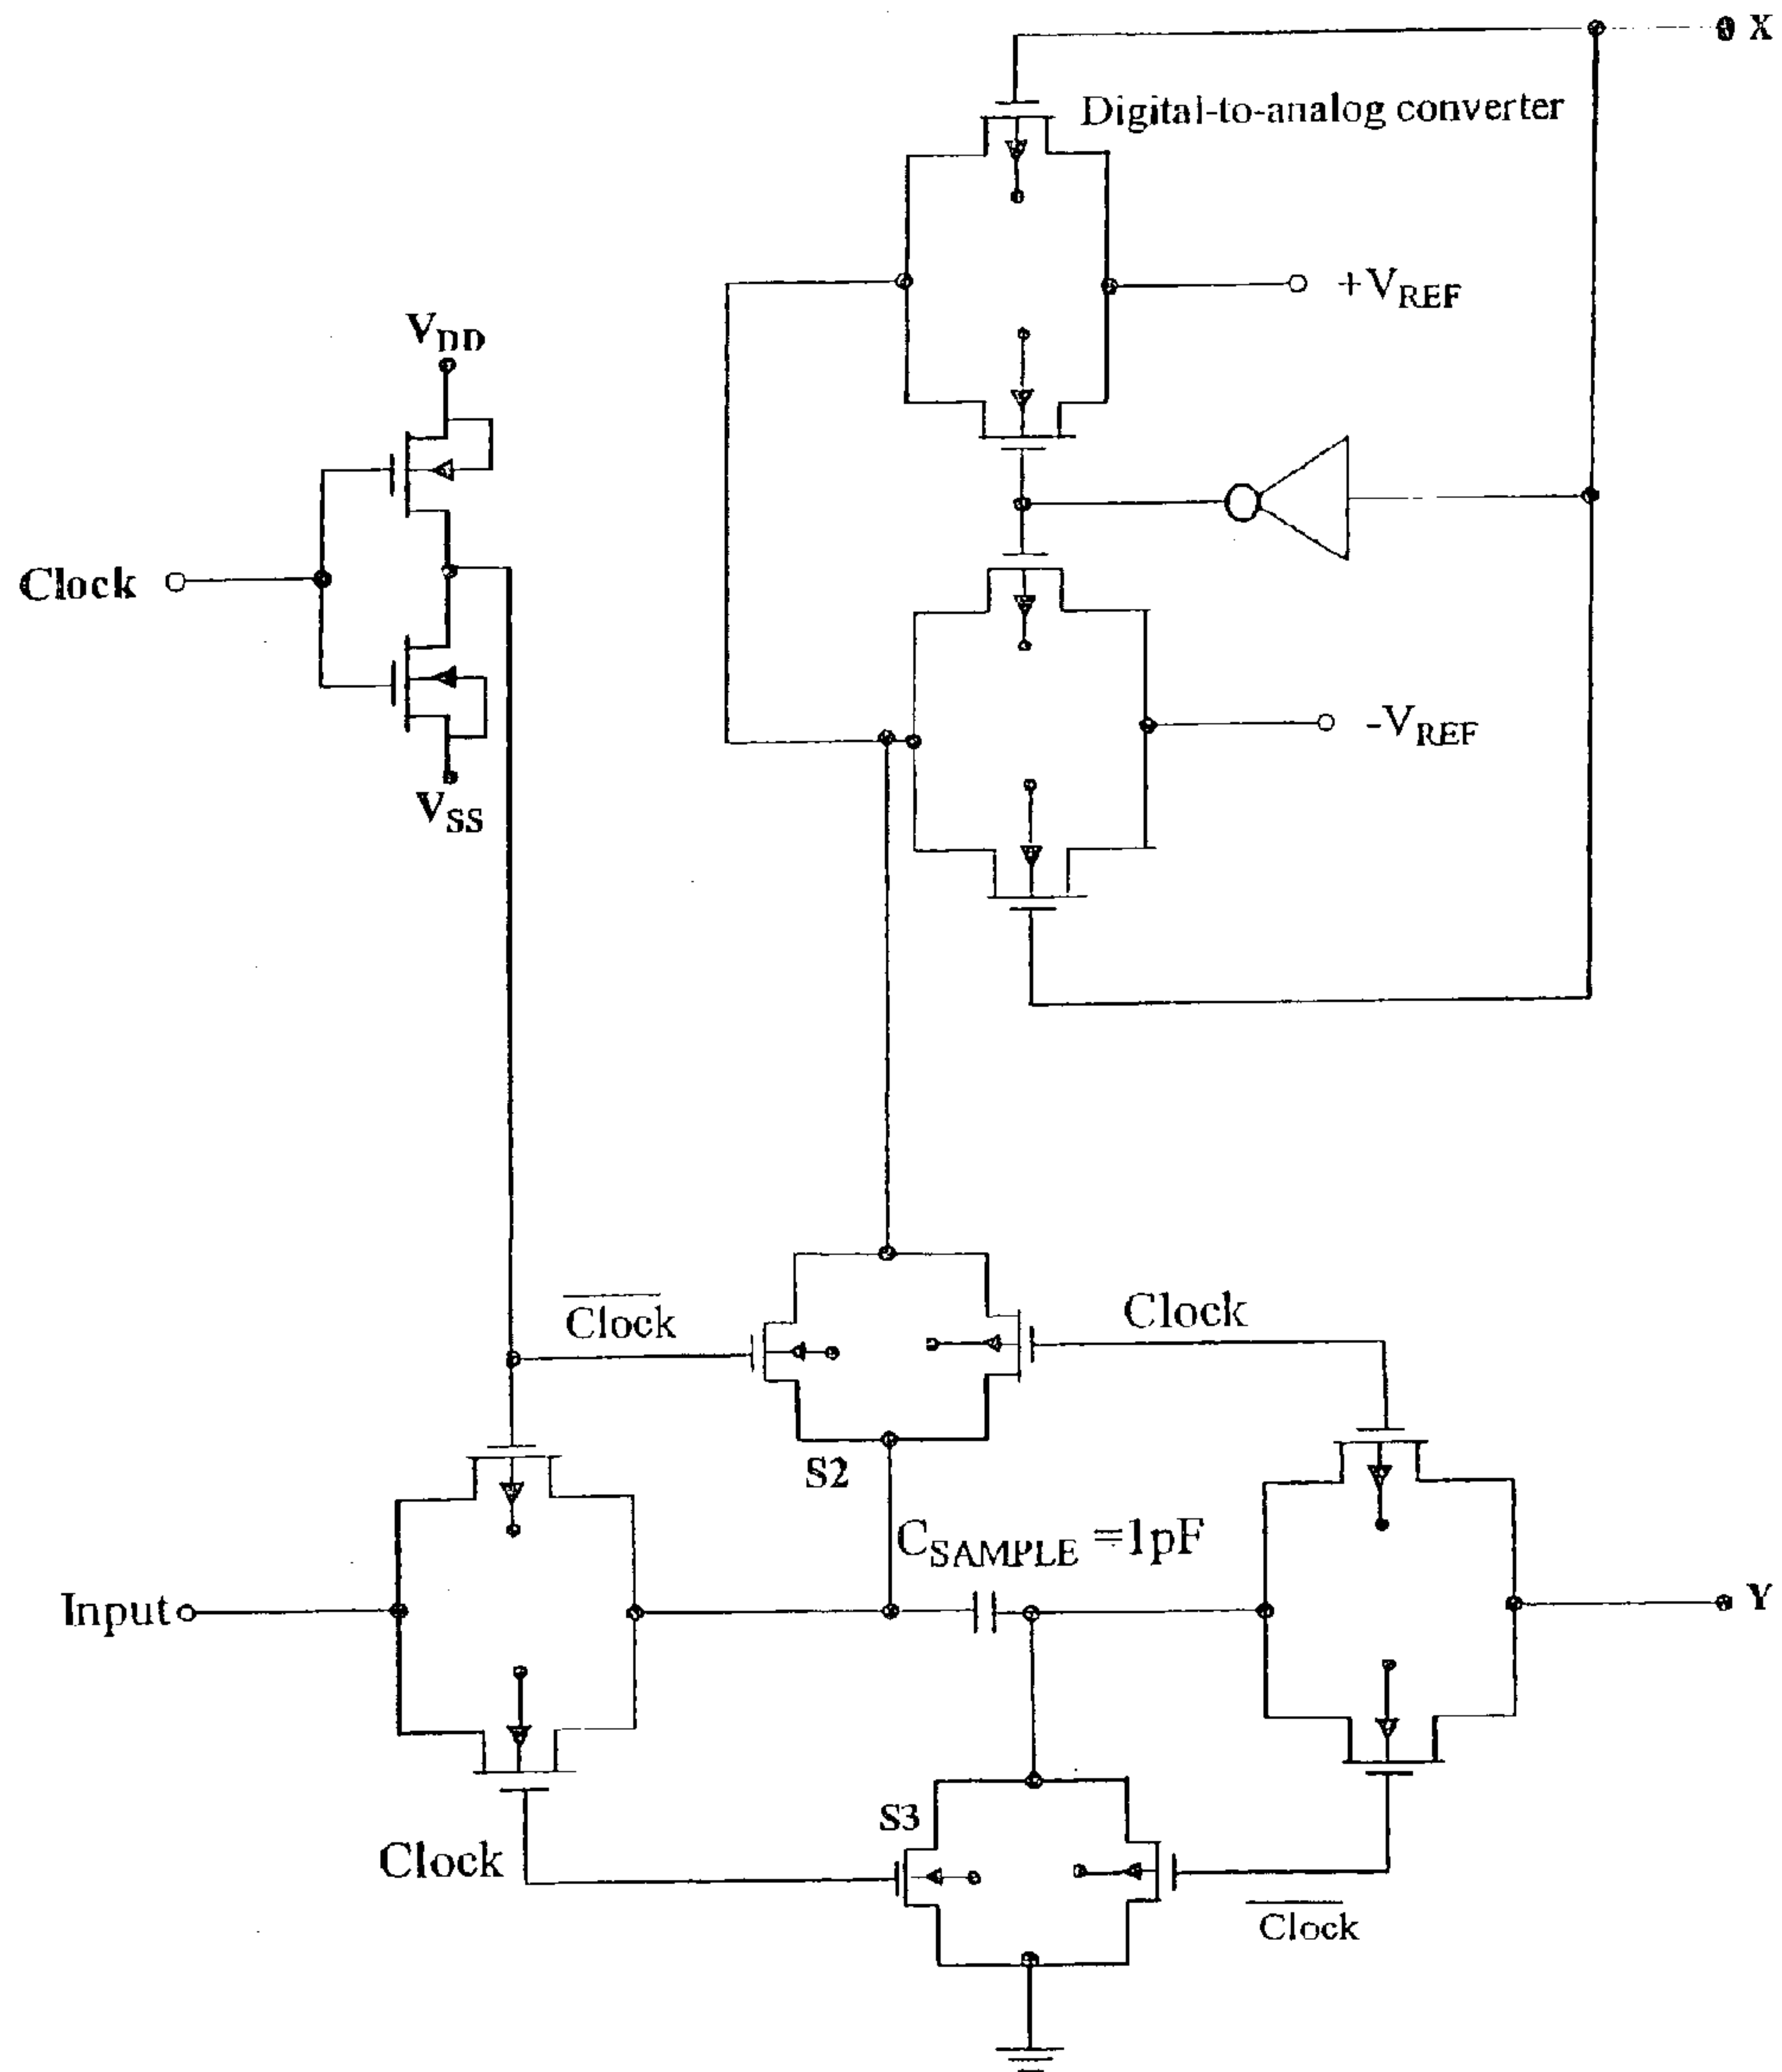 X
Digital-to-analog converter
+VREF
VDD
Clock
-VREF
VSS
Clock
Clock
S2
CSAMPLE =1pF
Input
Y
S3
Clock
Clock